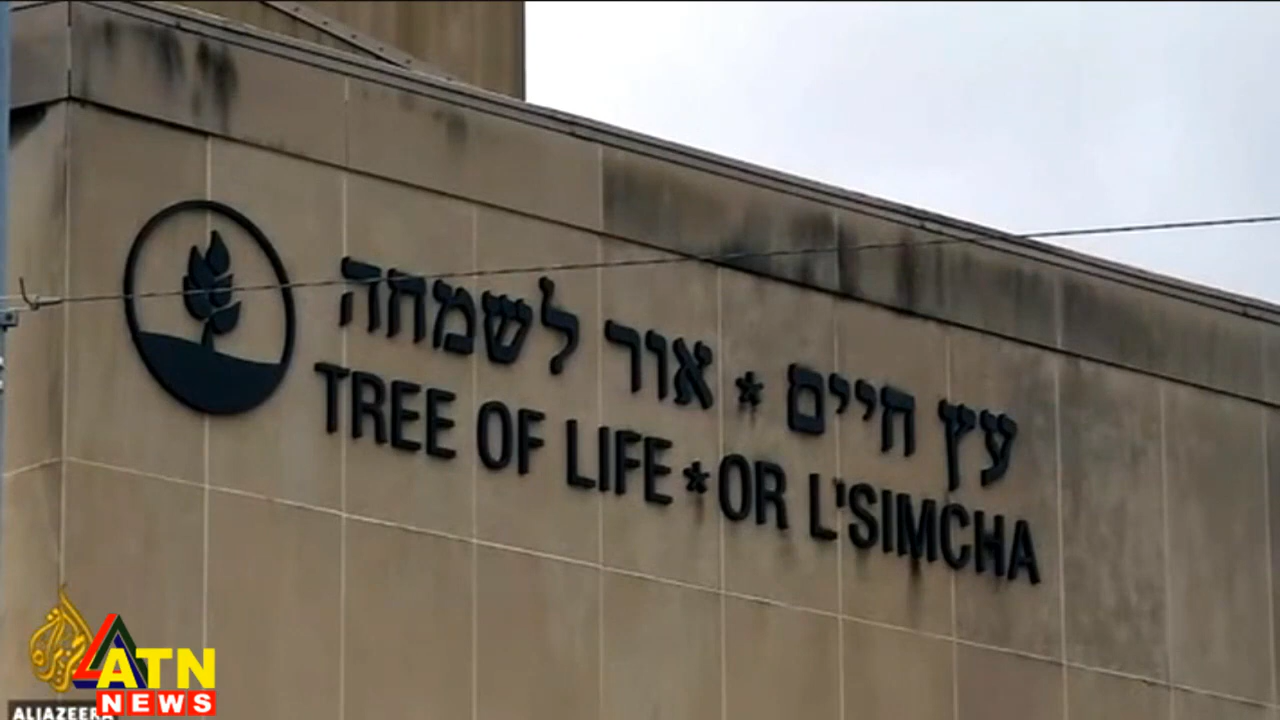 עץ חיים * אור לשמחה
TREE OF LIFE * OR L'SIMCHA
ATN
NEWS
ALJAZEERA